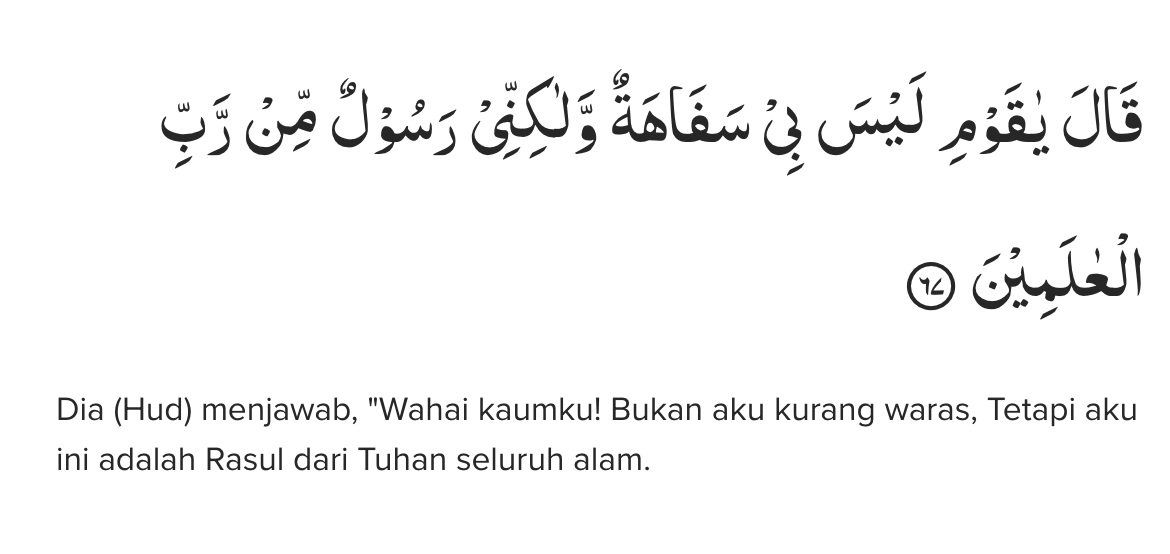 قَالَ يٰقَوْمِ لَيْسَ بِيْ سَفَاهَةٌ وَّلٰكِنِّيْ رَسُوْلٌ مِّنْ رَّبِّ
الْعٰلَمِيْنَ ٦٧
Dia (Hud) menjawab, "Wahai kaumku! Bukan aku kurang waras, Tetapi aku
ini adalah Rasul dari Tuhan seluruh alam.